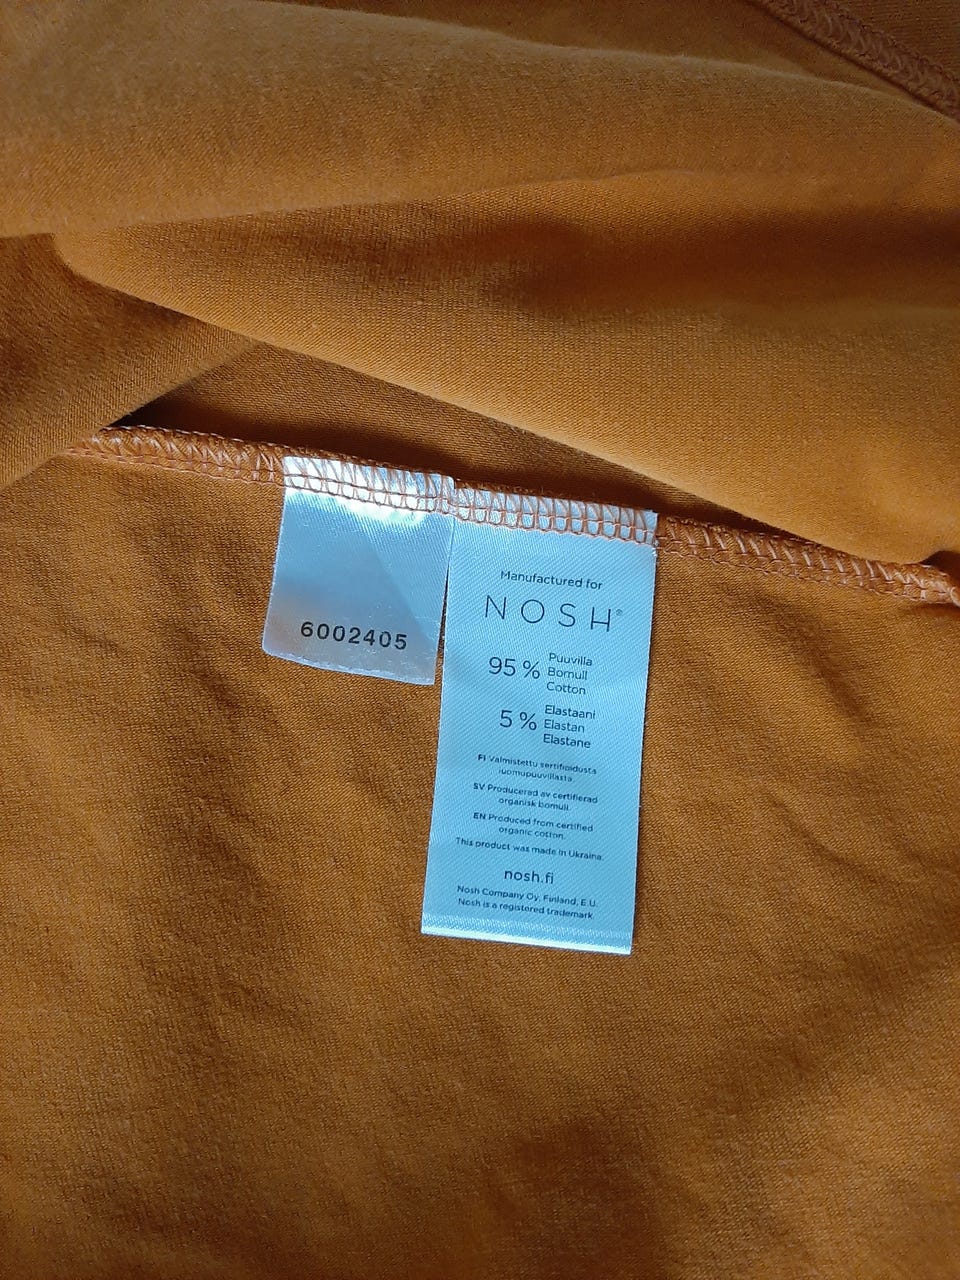 6002405
Manufactured for
NOSH®
95 % Puuvilla
Bomull
Cotton
5 % Elastaani
Elastan
Elastane
FI Valmistettu sertifioidusta
luomupuuvillasta.
SV Producerad av certifierad
organisk bomull.
EN Produced from certified
organic cotton.
This product was made in Ukraine.
nosh.fi
Nosh Company Oy, Finland, E.U.
Nosh is a registered trademark.